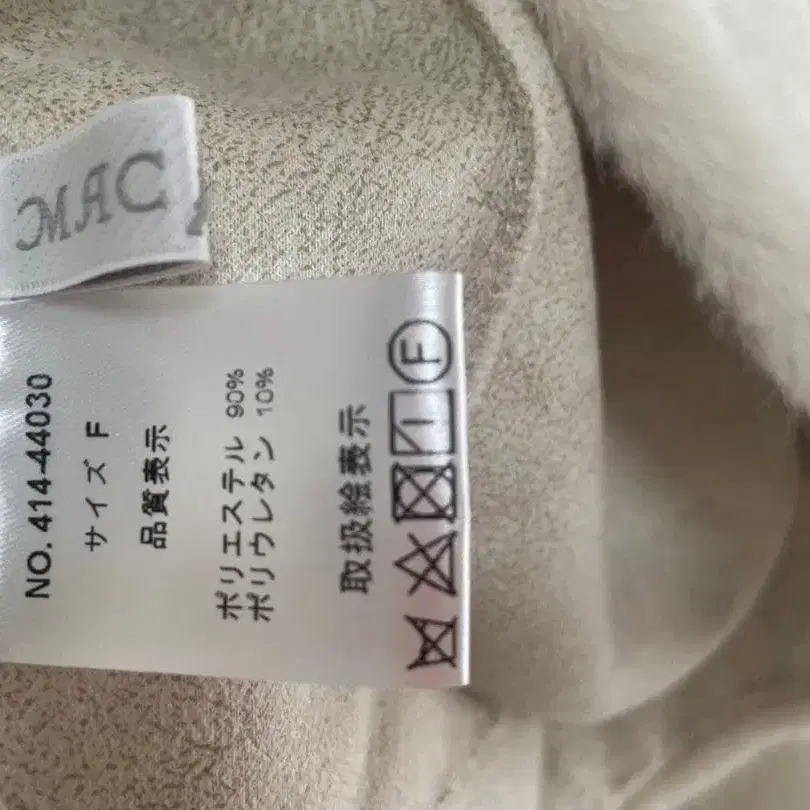 NO. 414-44030
サイズ F
品質表示
ポリエステル 90%
ポリウレタン 10%
取扱絵表示
F